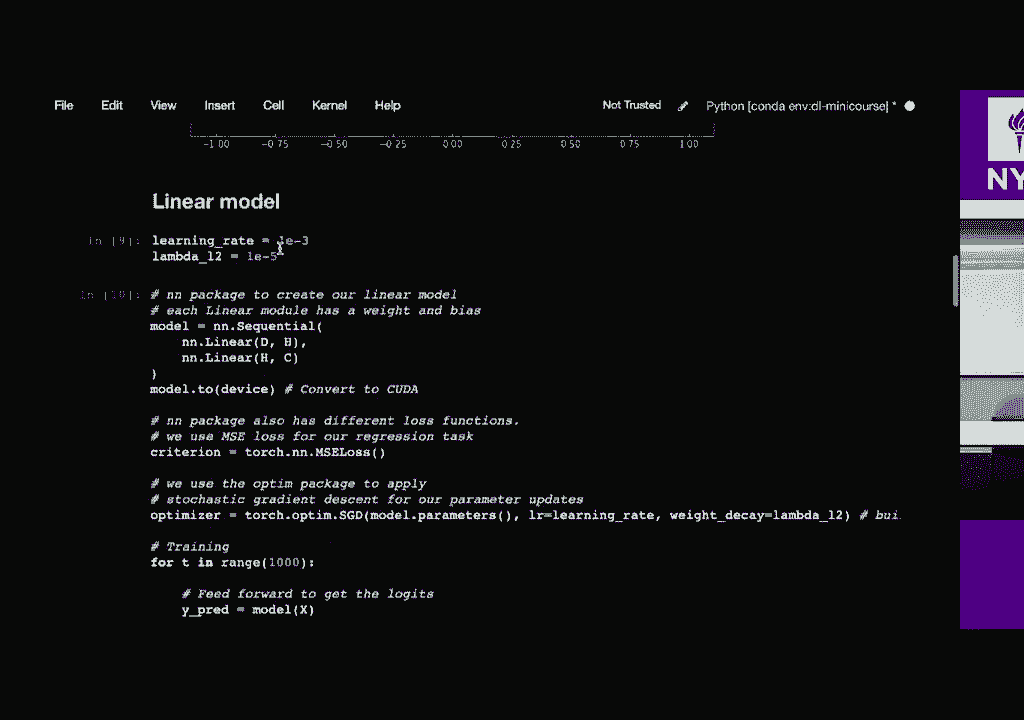 File Edit View Insert Cell Kernel Help Not Trusted Python [conda env:dl-minicourse] *
−1.00 −0.75 −0.50 −0.25 0.00 0.25 0.50 0.75 1.00
Linear model
In [9]: learning_rate = 1e-3
lambda_l2 = 1e-5
In [10]: # nn package to create our linear model
# each Linear module has a weight and bias
model = nn.Sequential(
nn.Linear(D, H),
nn.Linear(H, C)
)
model.to(device) # Convert to CUDA
# nn package also has different loss functions.
# we use MSE loss for our regression task
criterion = torch.nn.MSELoss()
# we use the optim package to apply
# stochastic gradient descent for our parameter updates
optimizer = torch.optim.SGD(model.parameters(), lr=learning_rate, weight_decay=lambda_l2) # bui
# Training
for t in range(1000):
# Feed forward to get the logits
y_pred = model(X)
NY